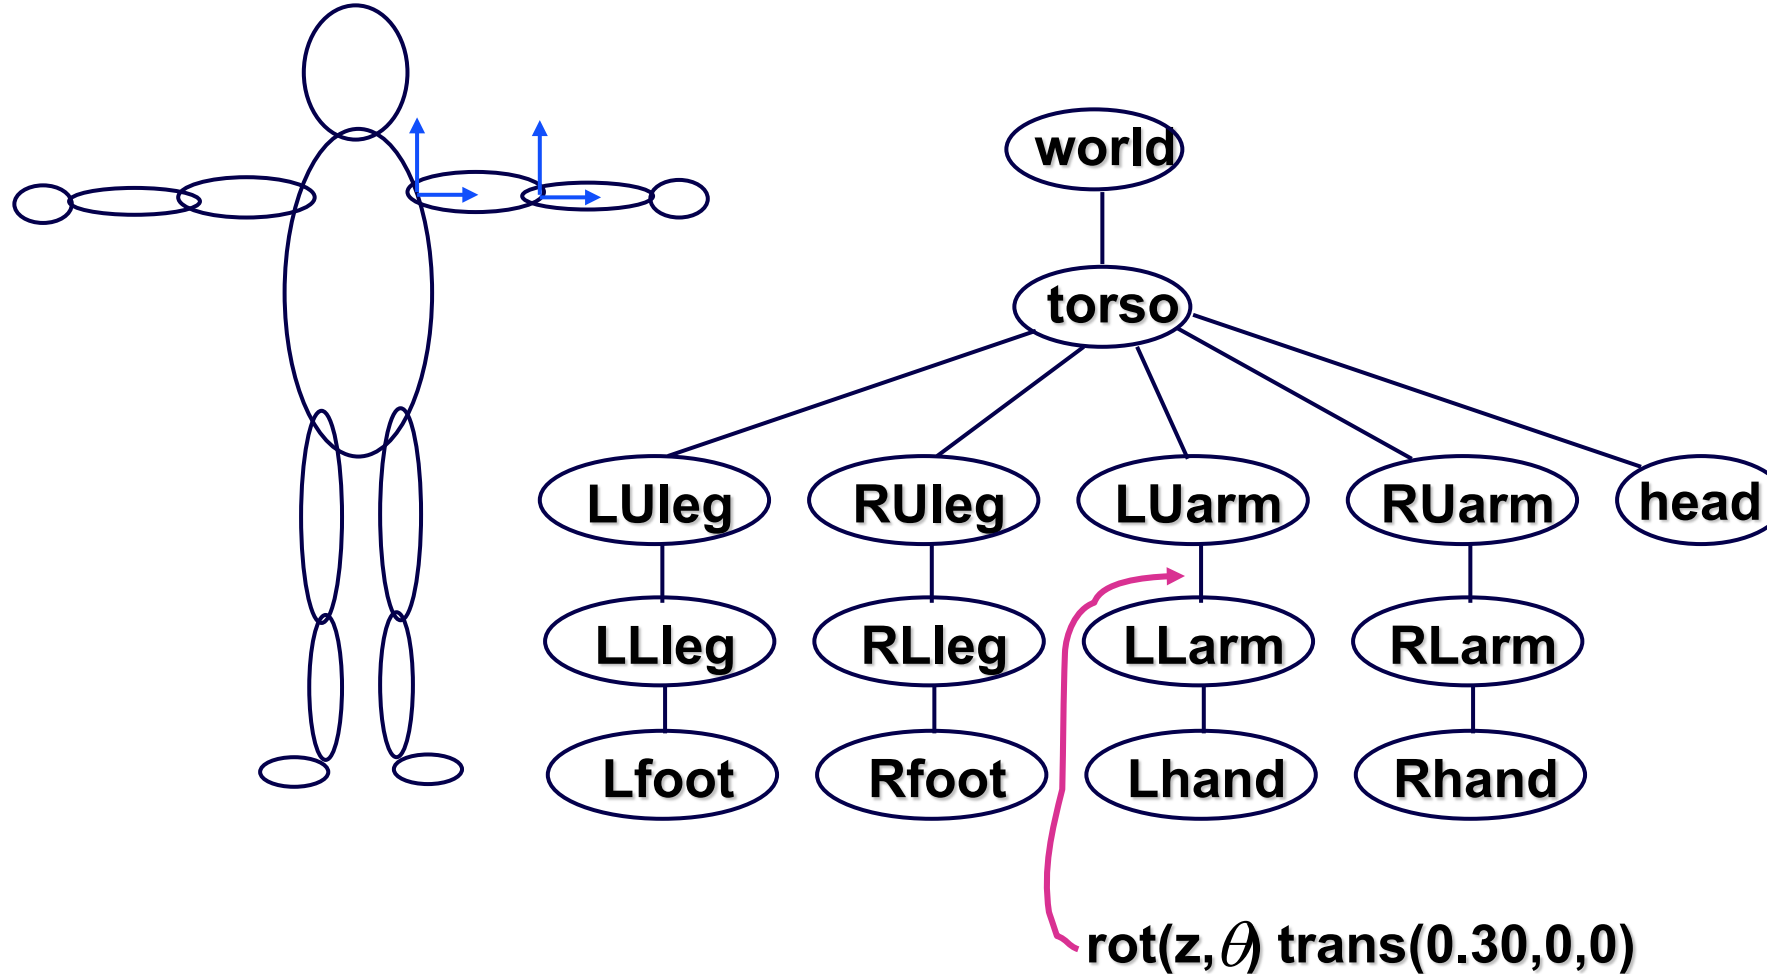 world
torso
LUleg RUleg LUarm RUarm head
LLleg RLleg LLarm RLarm
Lfoot Rfoot Lhand Rhand
rot(z,θ) trans(0.30,0,0)